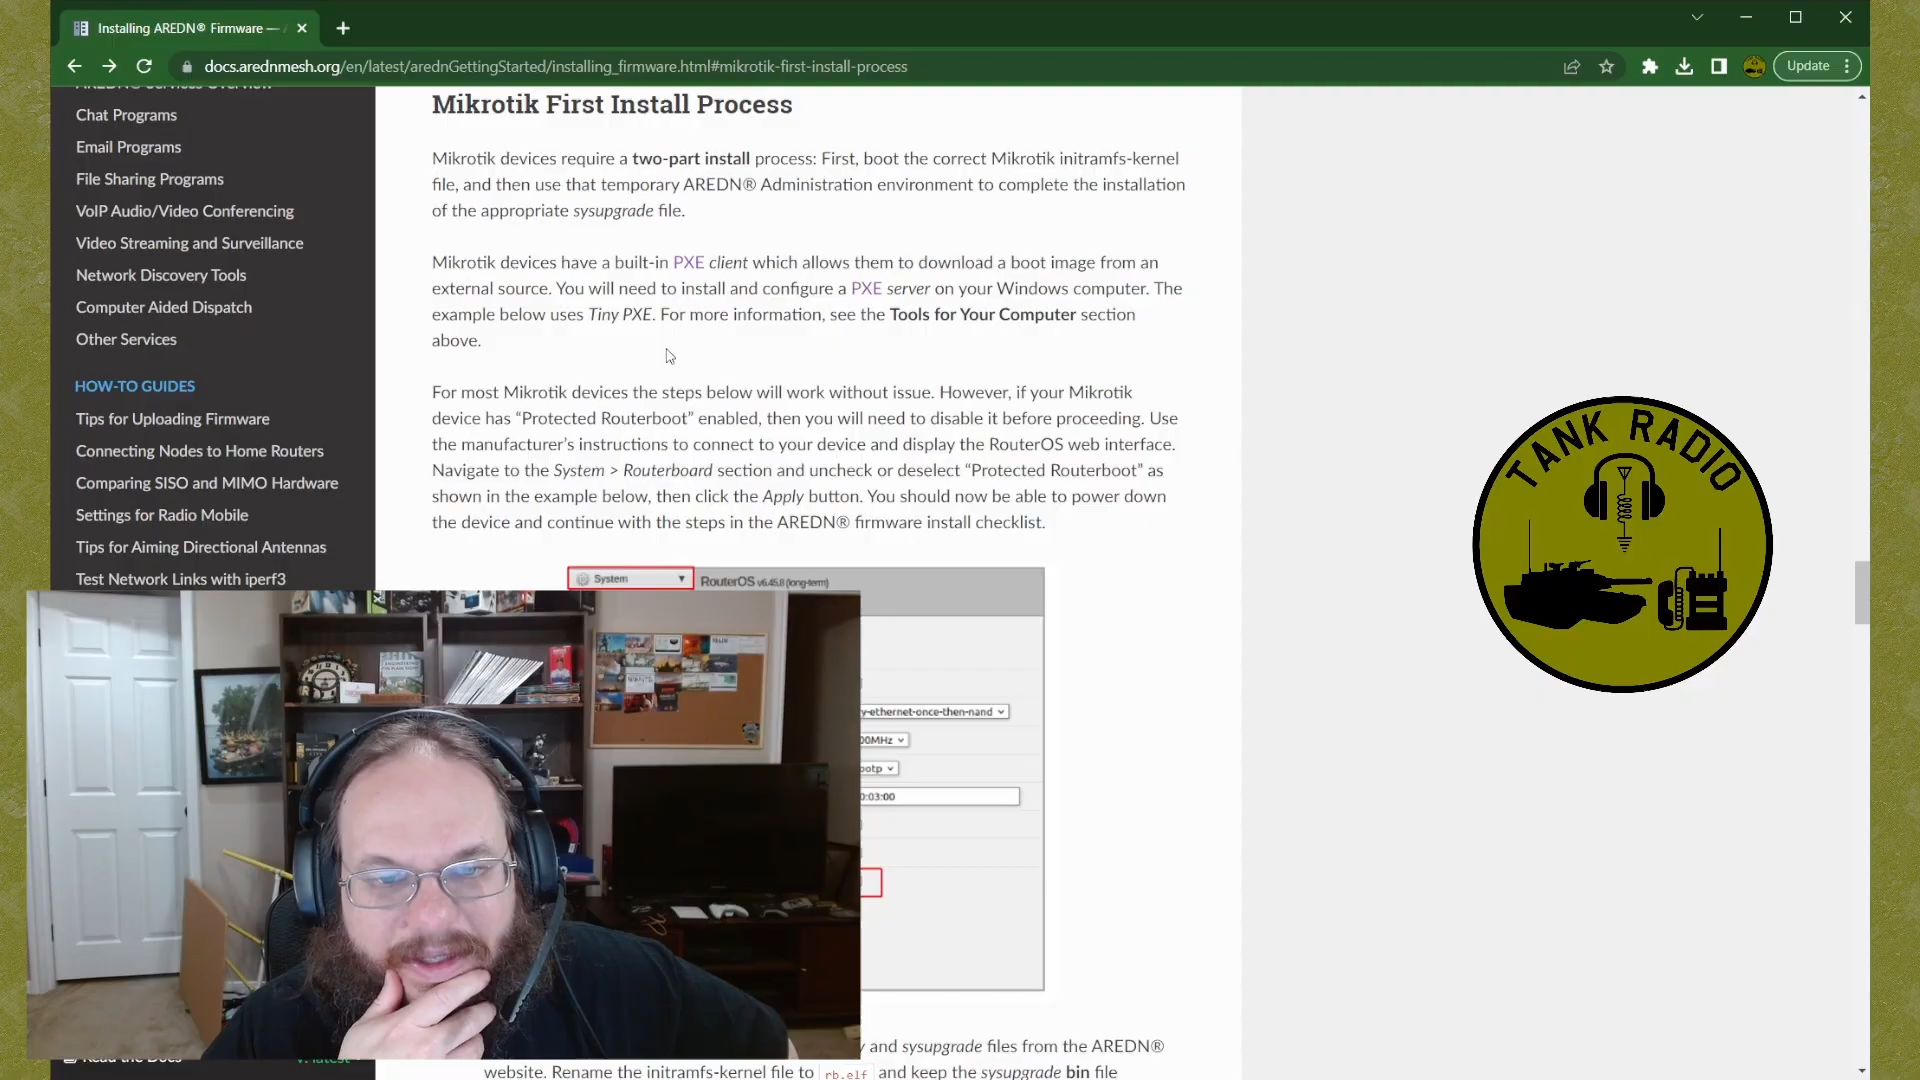 Installing AREDN® Firmware —
docs.arednmesh.org/en/latest/arednGettingStarted/installing_firmware.html#mikrotik-first-install-process
Update
AREDN® Services Overview
Chat Programs
Email Programs
File Sharing Programs
VoIP Audio/Video Conferencing
Video Streaming and Surveillance
Network Discovery Tools
Computer Aided Dispatch
Other Services
HOW-TO GUIDES
Tips for Uploading Firmware
Connecting Nodes to Home Routers
Comparing SISO and MIMO Hardware
Settings for Radio Mobile
Tips for Aiming Directional Antennas
Test Network Links with iperf3
Read the Docs
v: latest
Mikrotik First Install Process
Mikrotik devices require a two-part install process: First, boot the correct Mikrotik initramfs-kernel
file, and then use that temporary AREDN® Administration environment to complete the installation
of the appropriate sysupgrade file.
Mikrotik devices have a built-in PXE client which allows them to download a boot image from an
external source. You will need to install and configure a PXE server on your Windows computer. The
example below uses Tiny PXE. For more information, see the Tools for Your Computer section
above.
For most Mikrotik devices the steps below will work without issue. However, if your Mikrotik
device has “Protected Routerboot” enabled, then you will need to disable it before proceeding. Use
the manufacturer’s instructions to connect to your device and display the RouterOS web interface.
Navigate to the System > Routerboard section and uncheck or deselect “Protected Routerboot” as
shown in the example below, then click the Apply button. You should now be able to power down
the device and continue with the steps in the AREDN® firmware install checklist.
System
RouterOS v6.45.8 (long-term)
y-ethernet-once-then-nand
00MHz
ootp
0:03:00
and sysupgrade files from the AREDN®
website. Rename the initramfs-kernel file to rb.elf and keep the sysupgrade bin file
TANK RADIO